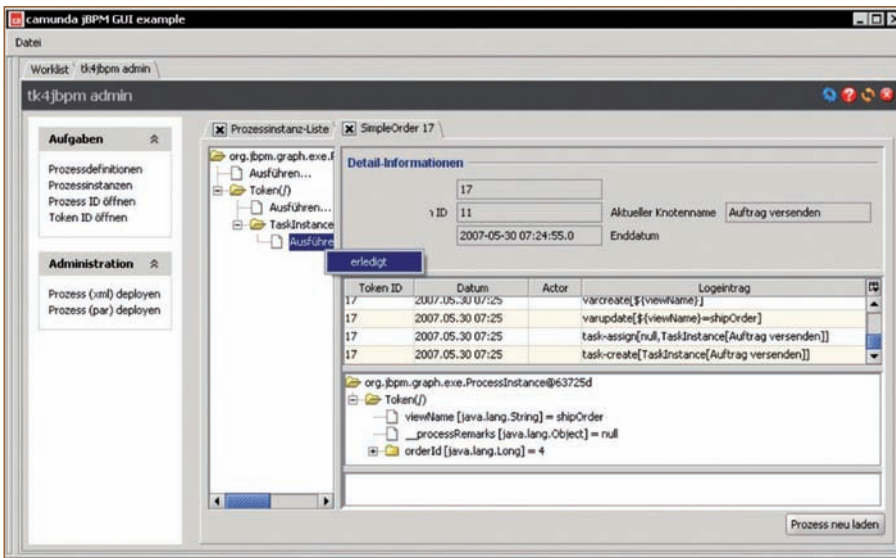 camunda jBPM GUI example
Datei
Worklist tk4jbpm admin
tk4jbpm admin
Aufgaben
Prozessdefinitionen
Prozessinstanzen
Prozess ID öffnen
Token ID öffnen
Administration
Prozess (xml) deployen
Prozess (par) deployen
Prozessinstanz-Liste SimpleOrder 17
org.jbpm.graph.exe.
Ausführen...
Token(/)
Ausführen...
TaskInstance
Ausführe
erledigt
Detail-Informationen
17
ID 11 Aktueller Knotenname Auftrag versenden
2007-05-30 07:24:55.0 Enddatum
Token ID Datum Actor Logeintrag
17 2007.05.30 07:25 varcreate[${viewName}]
17 2007.05.30 07:25 varupdate[${viewName}=shipOrder]
17 2007.05.30 07:25 task-assign[null,TaskInstance[Auftrag versenden]]
17 2007.05.30 07:25 task-create[TaskInstance[Auftrag versenden]]
org.jbpm.graph.exe.ProcessInstance@63725d
Token(/)
viewName [java.lang.String] = shipOrder
__processRemarks [java.lang.Object] = null
orderId [java.lang.Long] = 4
Prozess neu laden